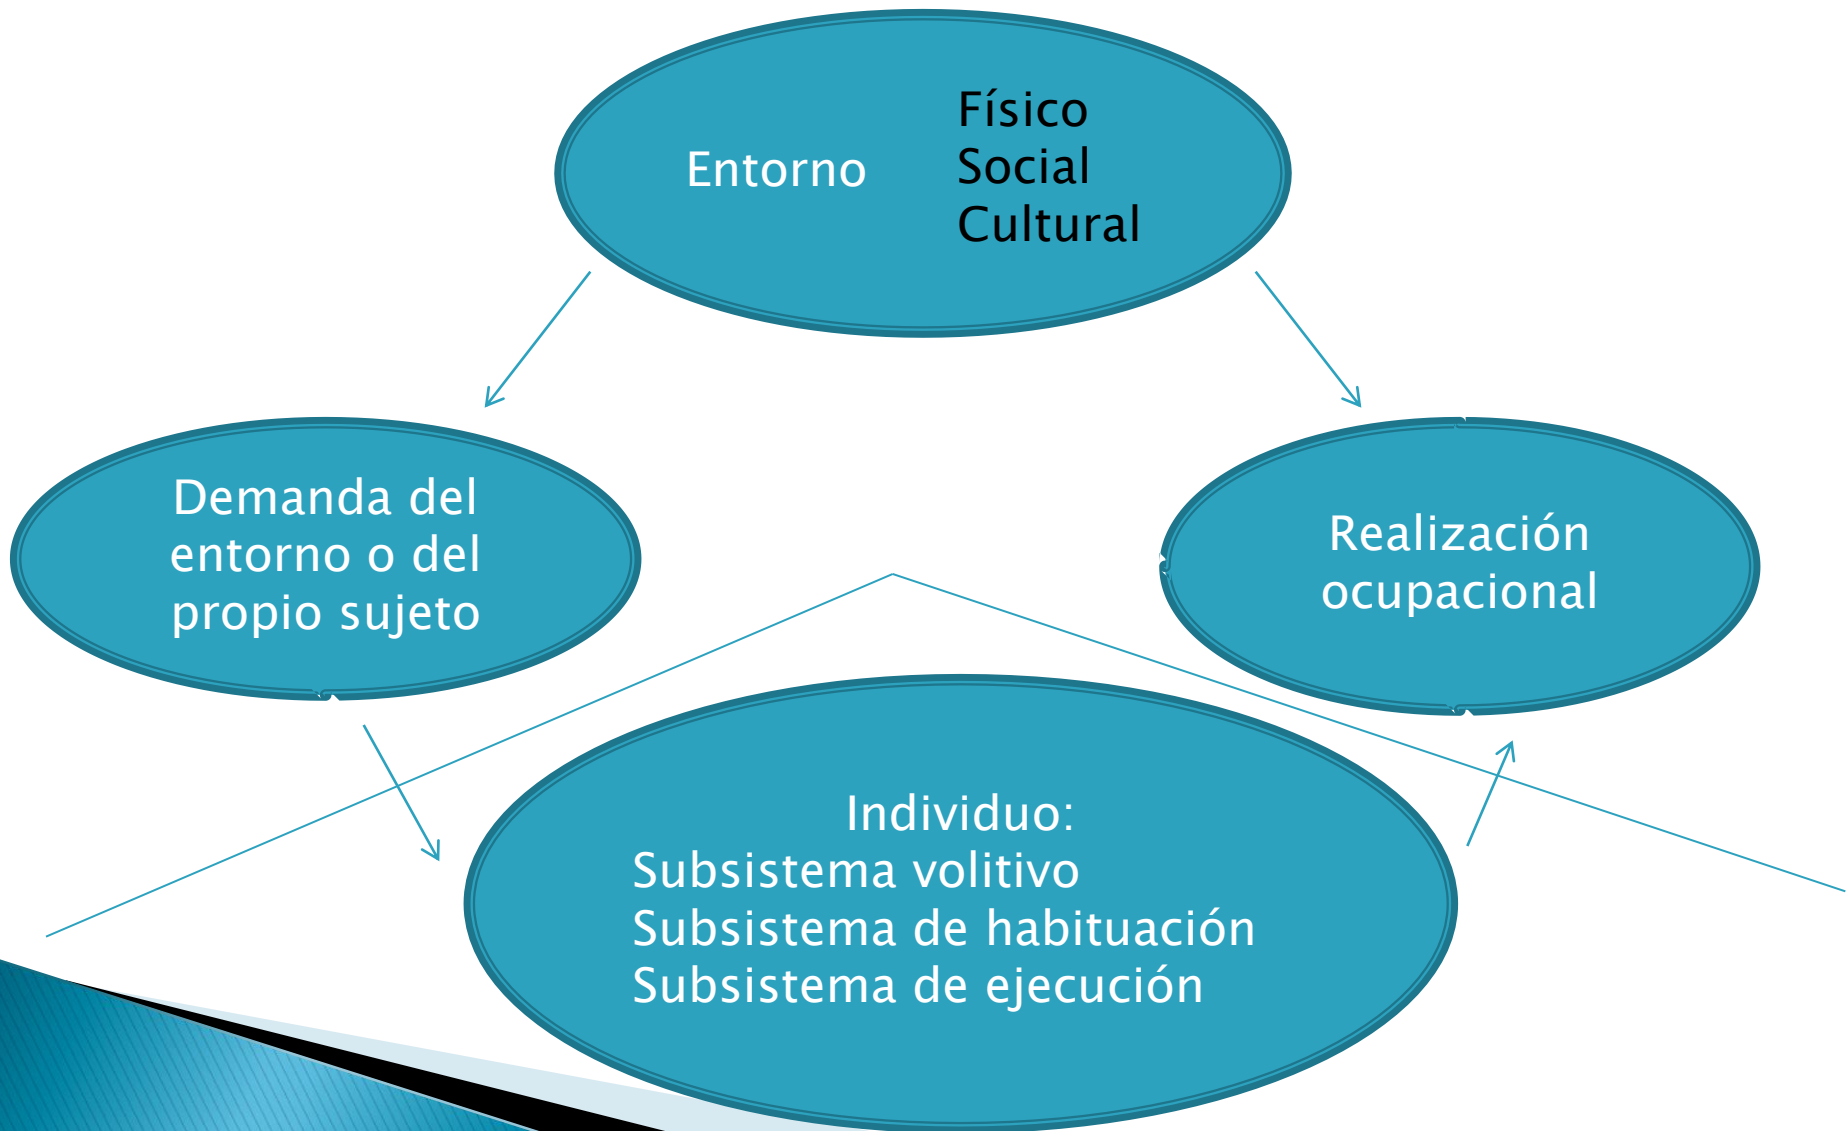 Entorno
Físico
Social
Cultural
Demanda del
entorno o del
propio sujeto
Realización
ocupacional
Individuo:
Subsistema volitivo
Subsistema de habituación
Subsistema de ejecución